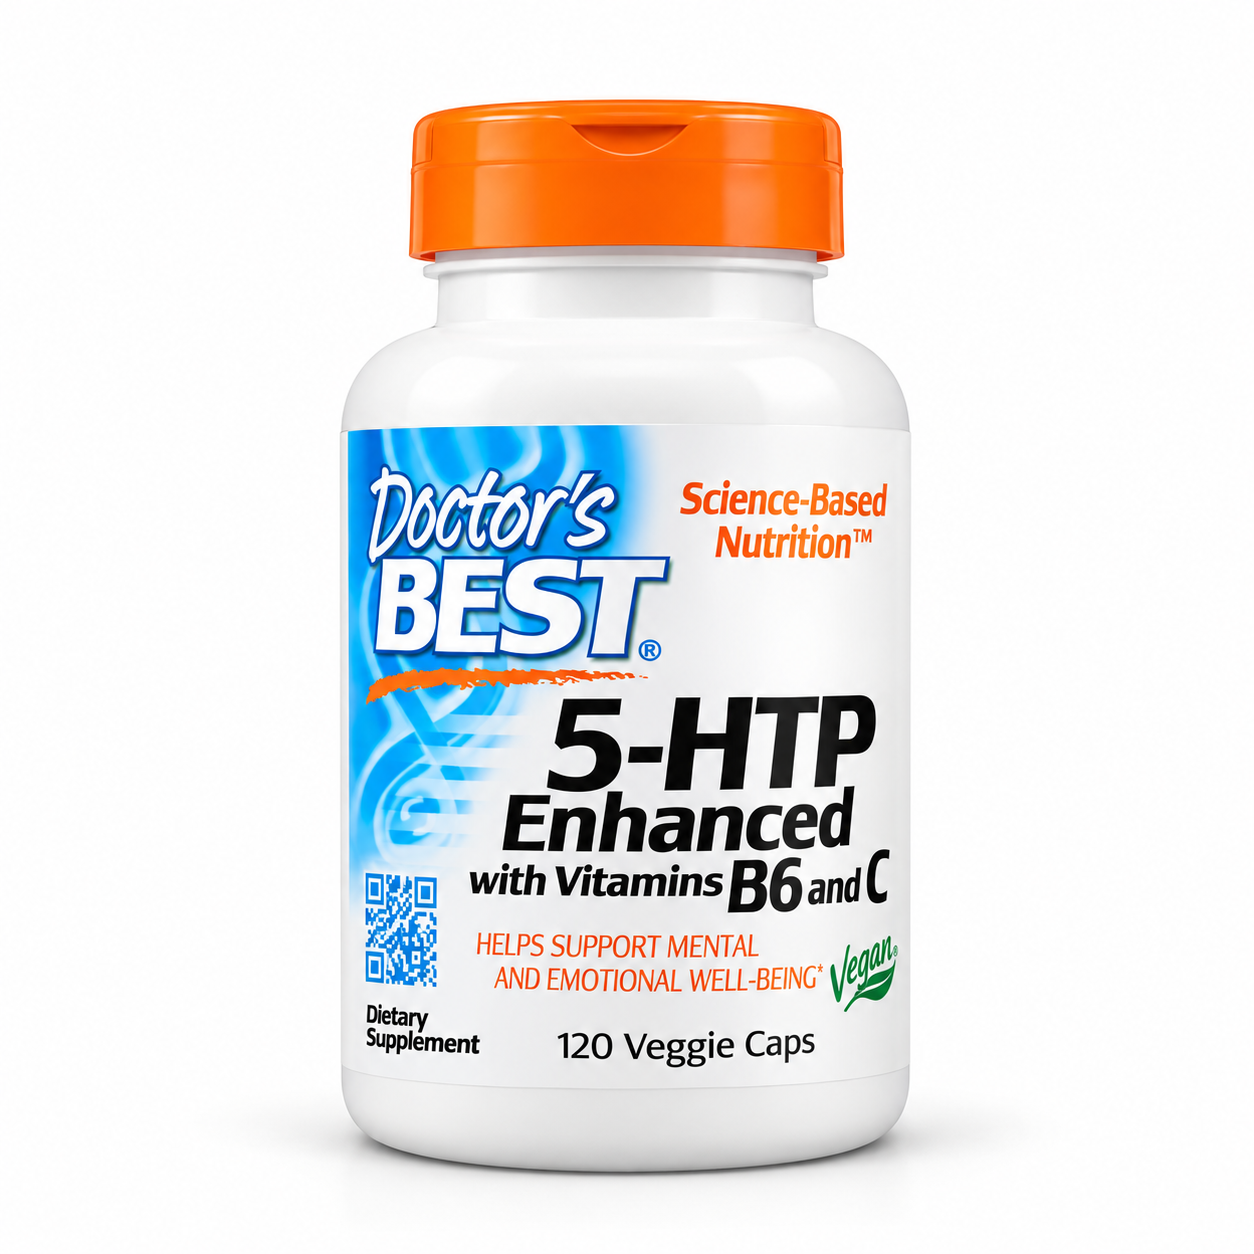 Doctor's
BEST®
Science-Based
Nutrition™
5-HTP
Enhanced
with Vitamins B6 and C
HELPS SUPPORT MENTAL
AND EMOTIONAL WELL-BEING*
Vegan®
Dietary
Supplement
120 Veggie Caps